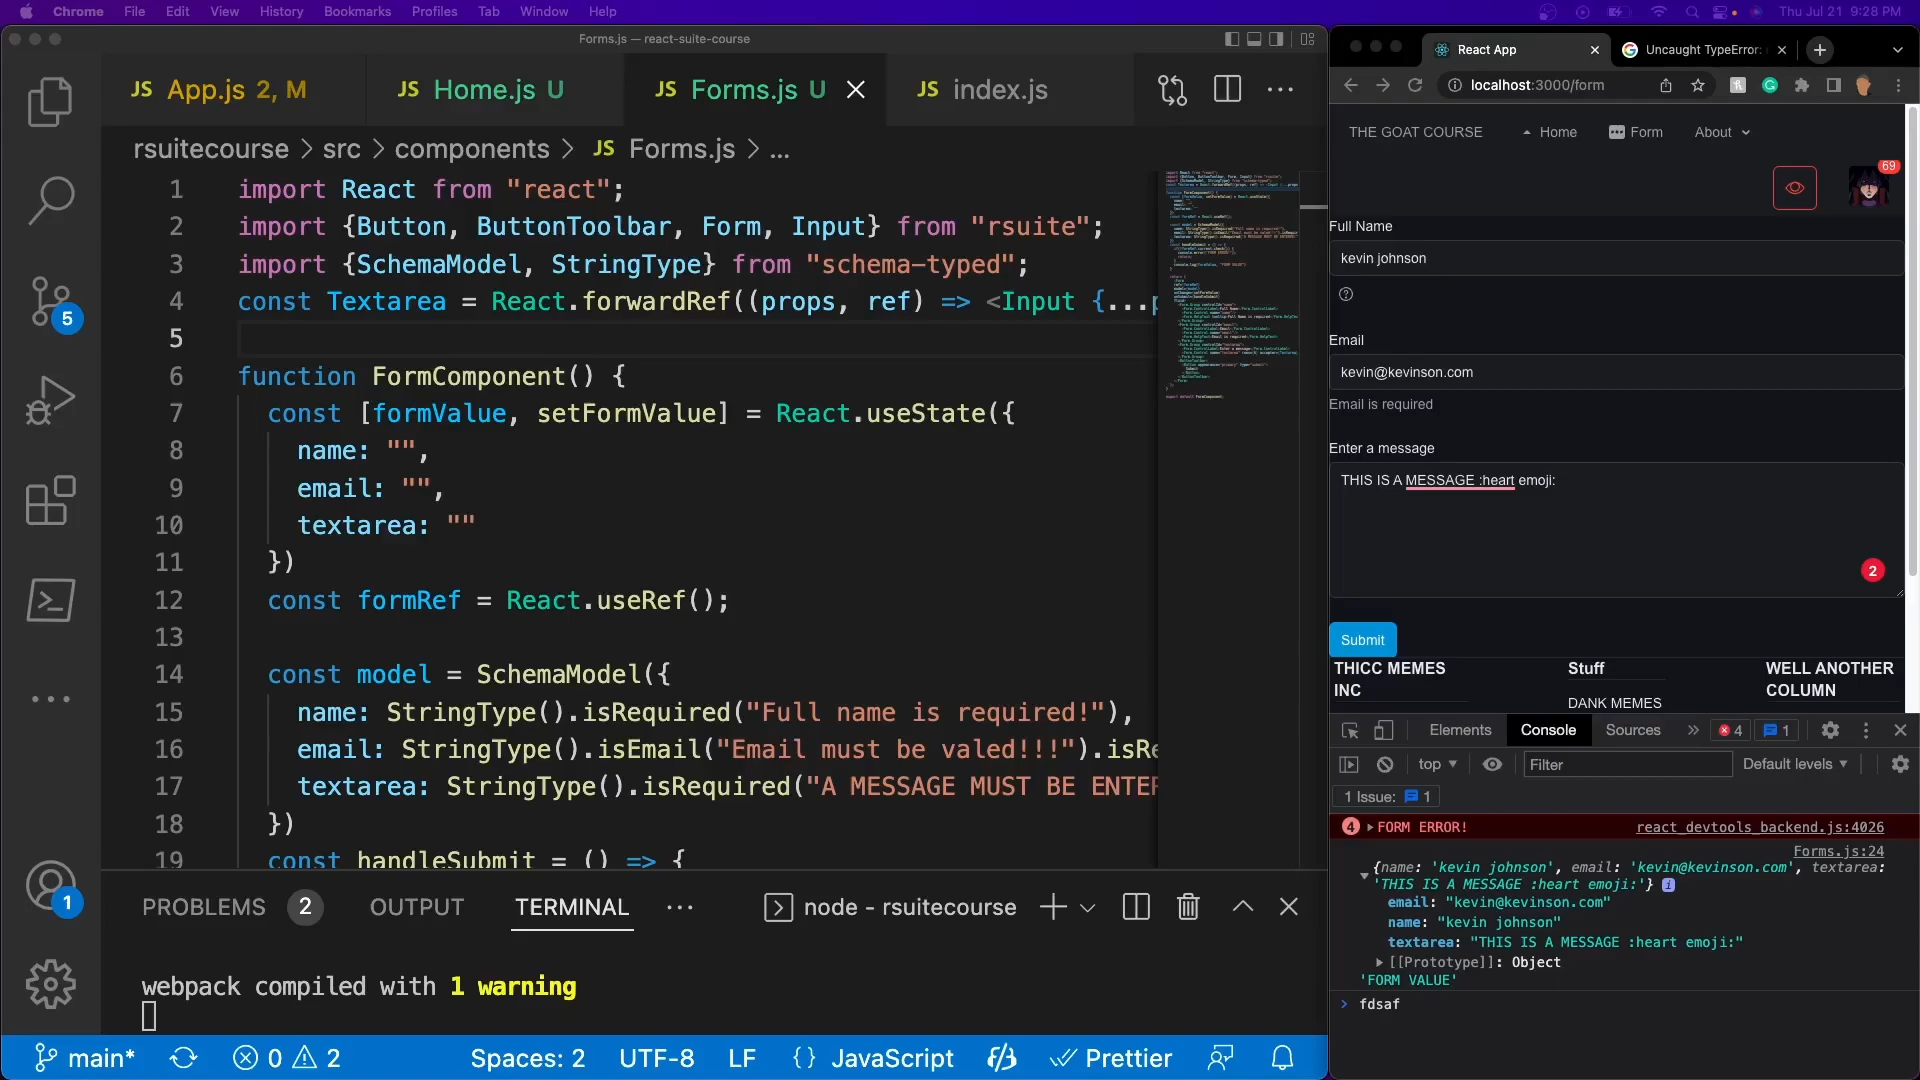 Chrome File Edit View History Bookmarks Profiles Tab Window Help Thu Jul 21 9:28 PM
Forms.js — react-suite-course
JS App.js 2, M JS Home.js U JS Forms.js U JS index.js
rsuitecourse > src > components > JS Forms.js > ...
1 import React from "react";
2 import {Button, ButtonToolbar, Form, Input} from "rsuite";
3 import {SchemaModel, StringType} from "schema-typed";
4 const Textarea = React.forwardRef((props, ref) => <Input {...p
5
6 function FormComponent() {
7 const [formValue, setFormValue] = React.useState({
8 name: "",
9 email: "",
10 textarea: ""
11 })
12 const formRef = React.useRef();
13
14 const model = SchemaModel({
15 name: StringType().isRequired("Full name is required!"),
16 email: StringType().isEmail("Email must be valed!!!").isRe
17 textarea: StringType().isRequired("A MESSAGE MUST BE ENTER
18 })
19 const handleSubmit = () => {
5
1
PROBLEMS 2 OUTPUT TERMINAL ... node - rsuitecourse
webpack compiled with 1 warning
main* 0 2 Spaces: 2 UTF-8 LF {} JavaScript Prettier
React App Uncaught TypeError:
localhost:3000/form
THE GOAT COURSE Home Form About
69
Full Name
kevin johnson
Email
kevin@kevinson.com
Email is required
Enter a message
THIS IS A MESSAGE :heart emoji:
2
Submit
THICC MEMES INC
Stuff
DANK MEMES
WELL ANOTHER COLUMN
Elements Console Sources » 4 1
top Filter Default levels
1 Issue: 1
4 FORM ERROR! react_devtools_backend.js:4026
Forms.js:24
{name: 'kevin johnson', email: 'kevin@kevinson.com', textarea:
'THIS IS A MESSAGE :heart emoji:'} i
email: "kevin@kevinson.com"
name: "kevin johnson"
textarea: "THIS IS A MESSAGE :heart emoji:"
[[Prototype]]: Object
'FORM VALUE'
> fdsaf